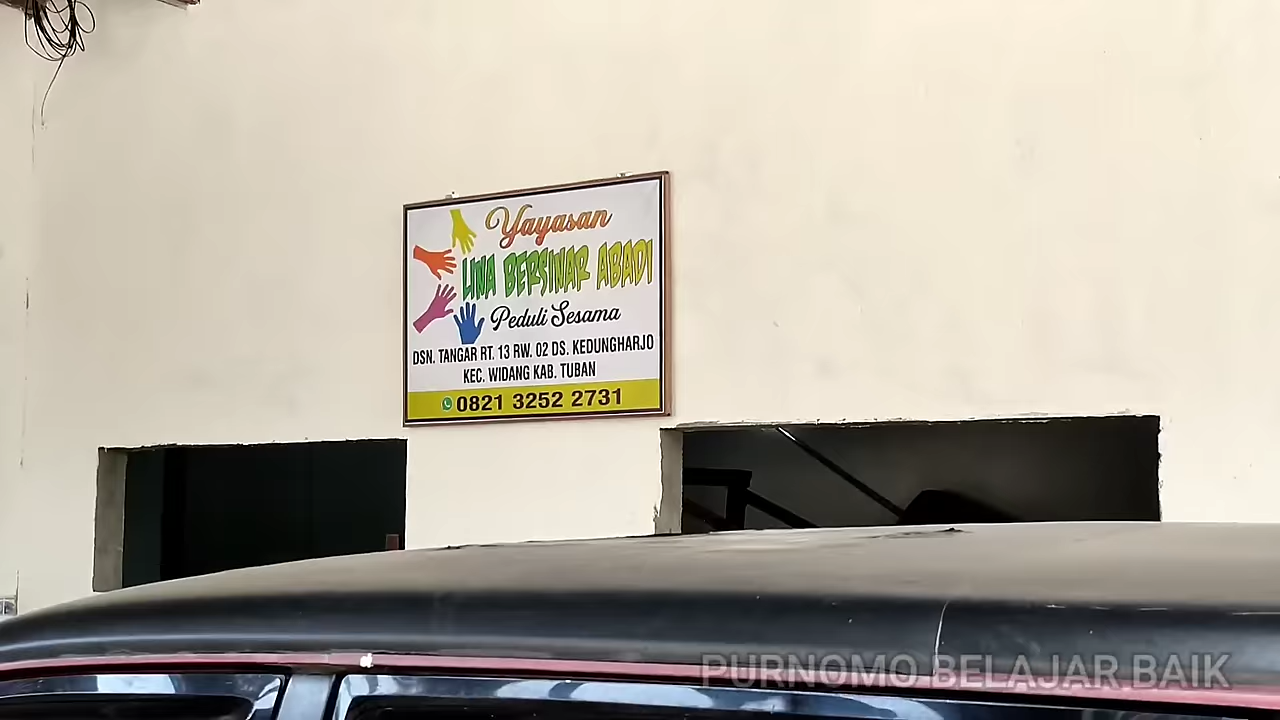 Yayasan
LINA BERSINAR ABADI
Peduli Sesama
DSN. TANGAR RT. 13 RW. 02 DS. KEDUNGHARJO
KEC. WIDANG KAB. TUBAN
0821 3252 2731
PURNOMO BELAJAR BAIK